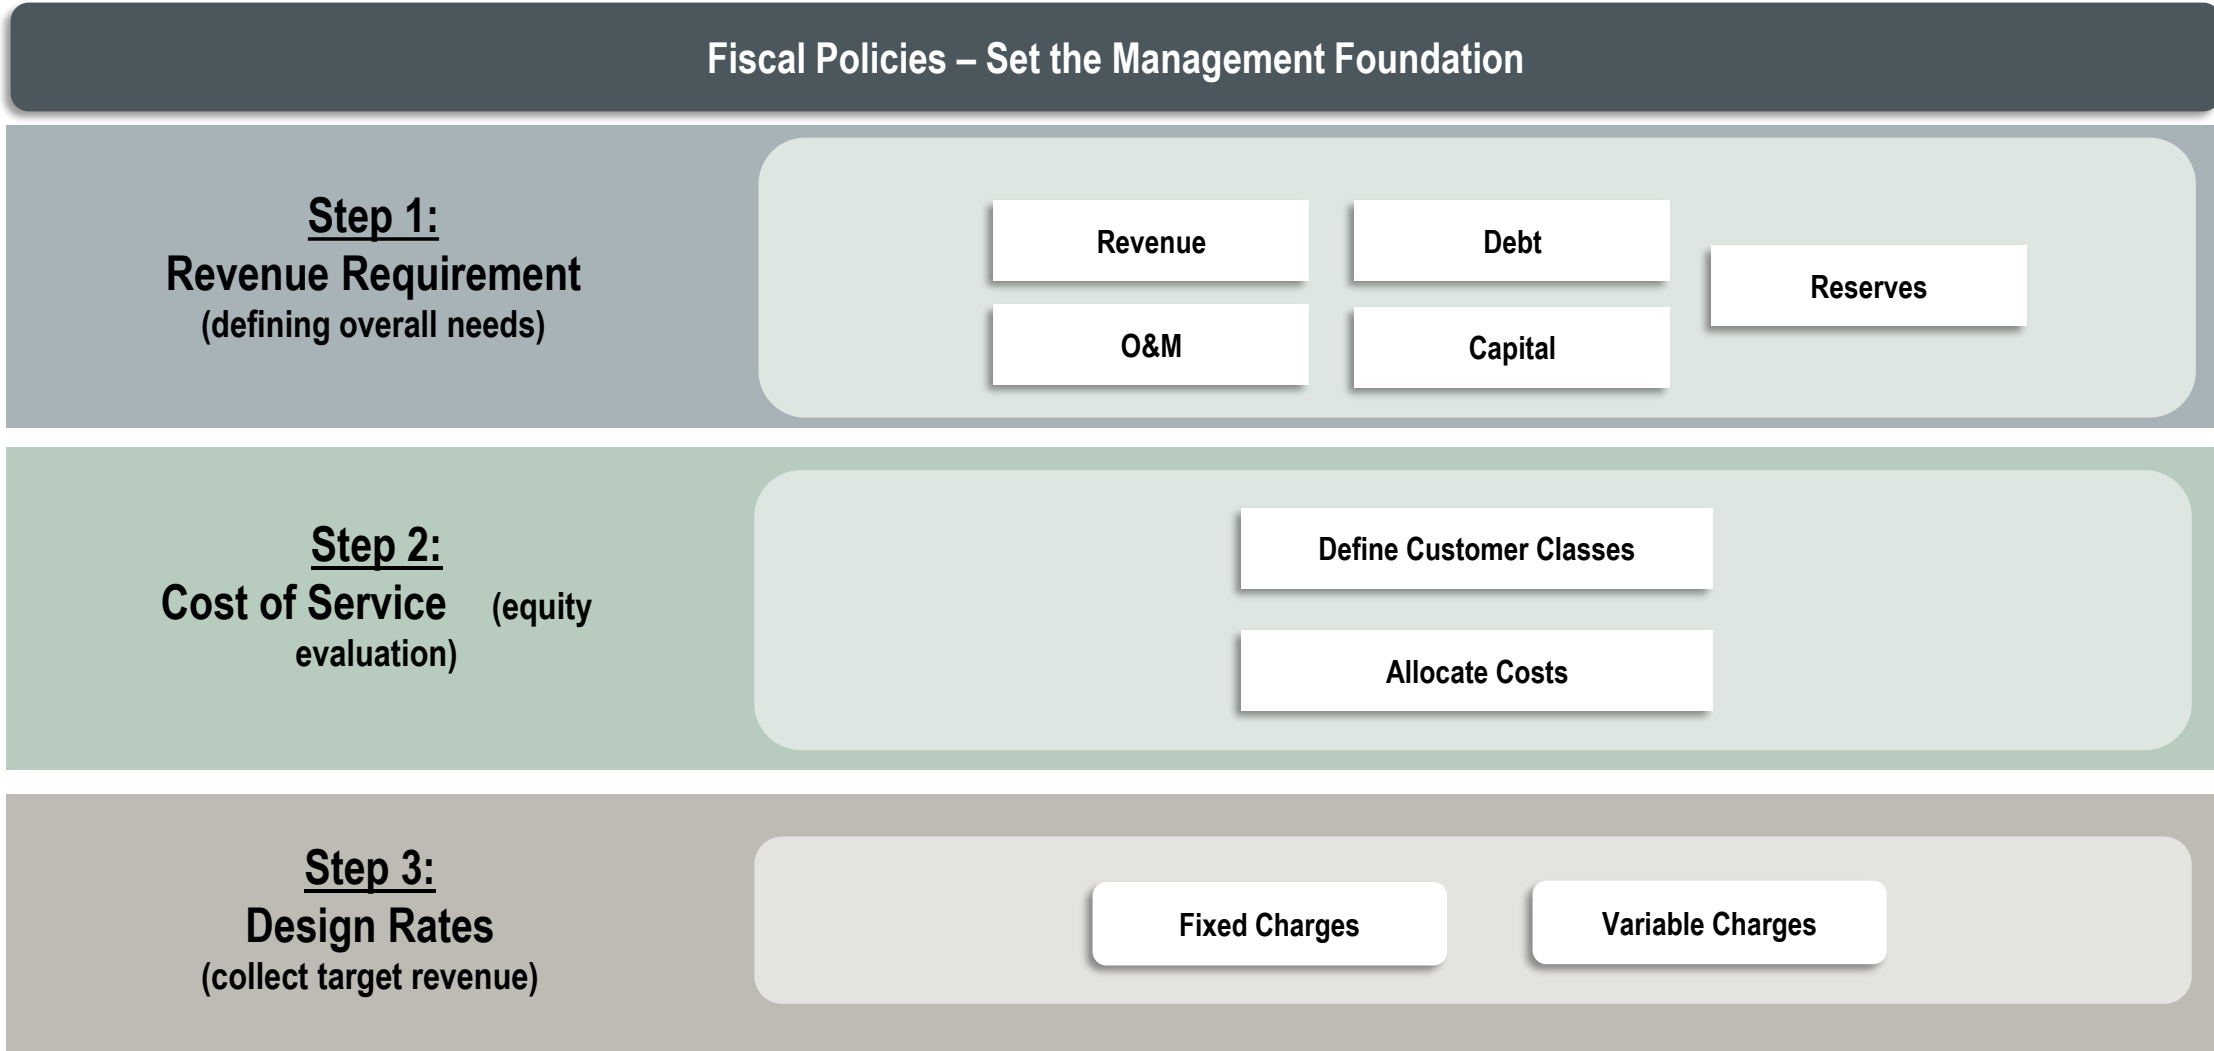 Fiscal Policies – Set the Management Foundation
Step 1:
Revenue Requirement
(defining overall needs)
Revenue
Debt
Reserves
O&M
Capital
Step 2:
Cost of Service (equity
evaluation)
Define Customer Classes
Allocate Costs
Step 3:
Design Rates
(collect target revenue)
Fixed Charges
Variable Charges